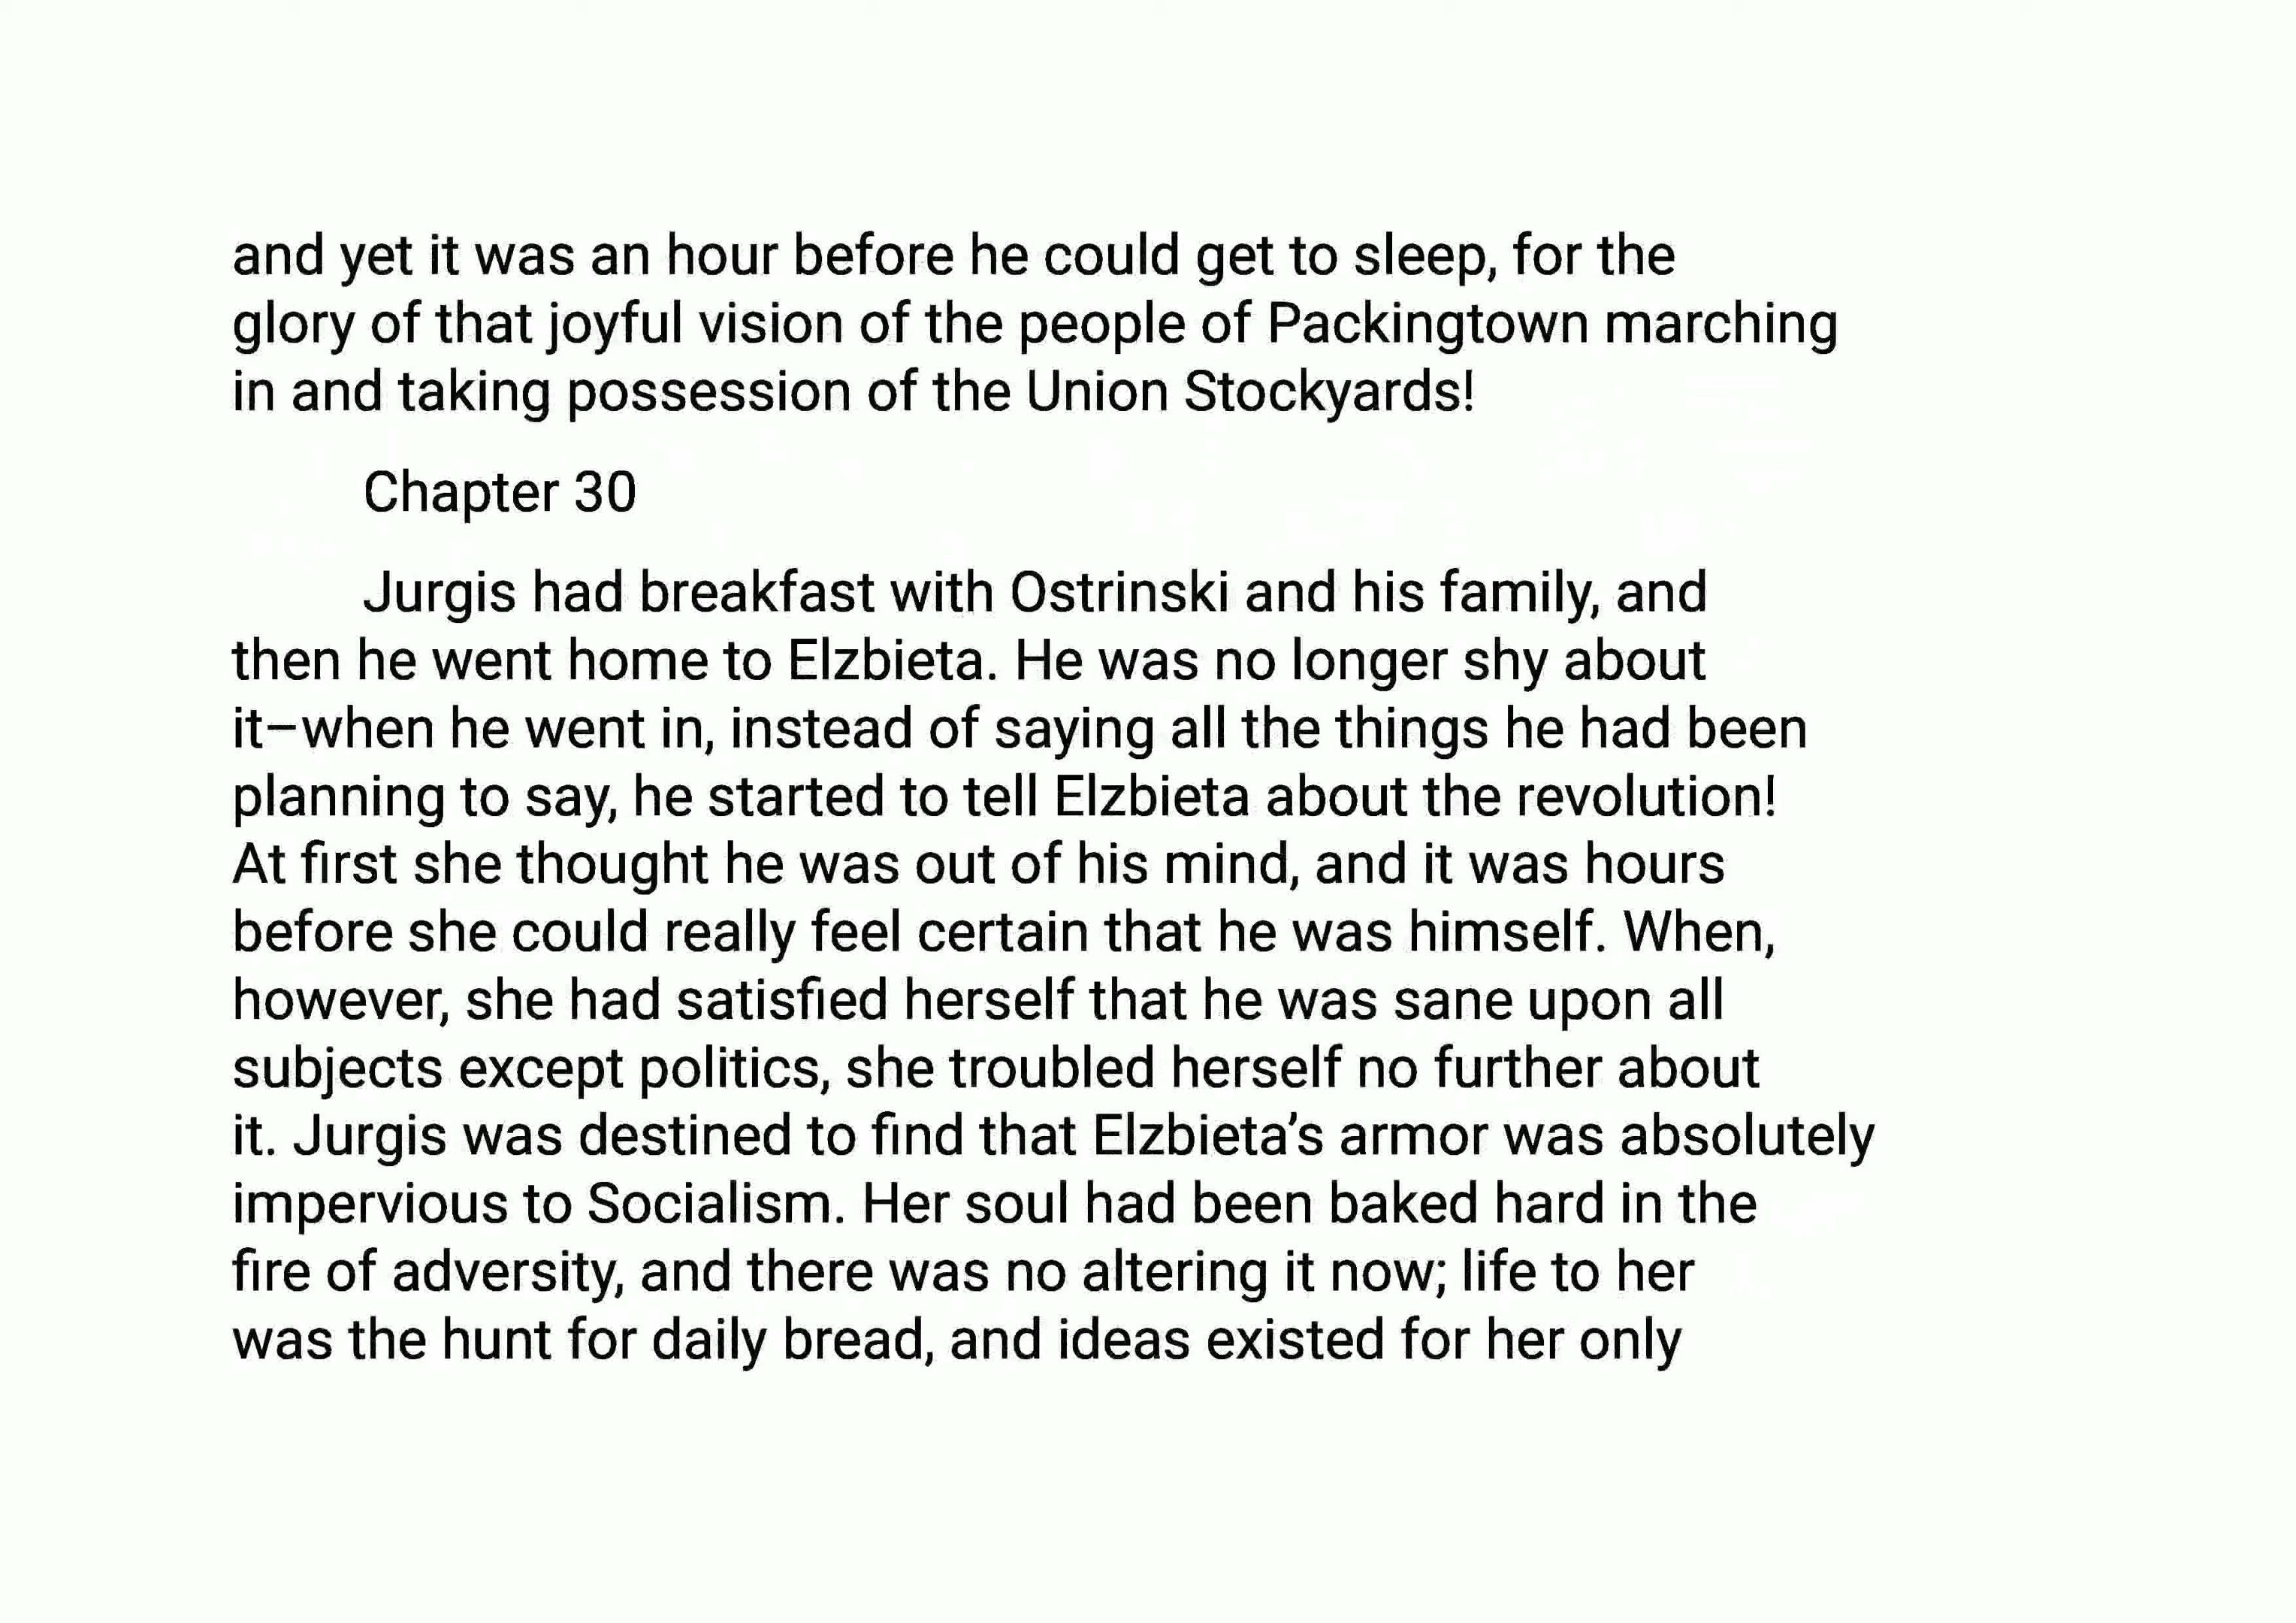 and yet it was an hour before he could get to sleep, for the
glory of that joyful vision of the people of Packingtown marching
in and taking possession of the Union Stockyards!
Chapter 30
Jurgis had breakfast with Ostrinski and his family, and
then he went home to Elzbieta. He was no longer shy about
it–when he went in, instead of saying all the things he had been
planning to say, he started to tell Elzbieta about the revolution!
At first she thought he was out of his mind, and it was hours
before she could really feel certain that he was himself. When,
however, she had satisfied herself that he was sane upon all
subjects except politics, she troubled herself no further about
it. Jurgis was destined to find that Elzbieta’s armor was absolutely
impervious to Socialism. Her soul had been baked hard in the
fire of adversity, and there was no altering it now; life to her
was the hunt for daily bread, and ideas existed for her only